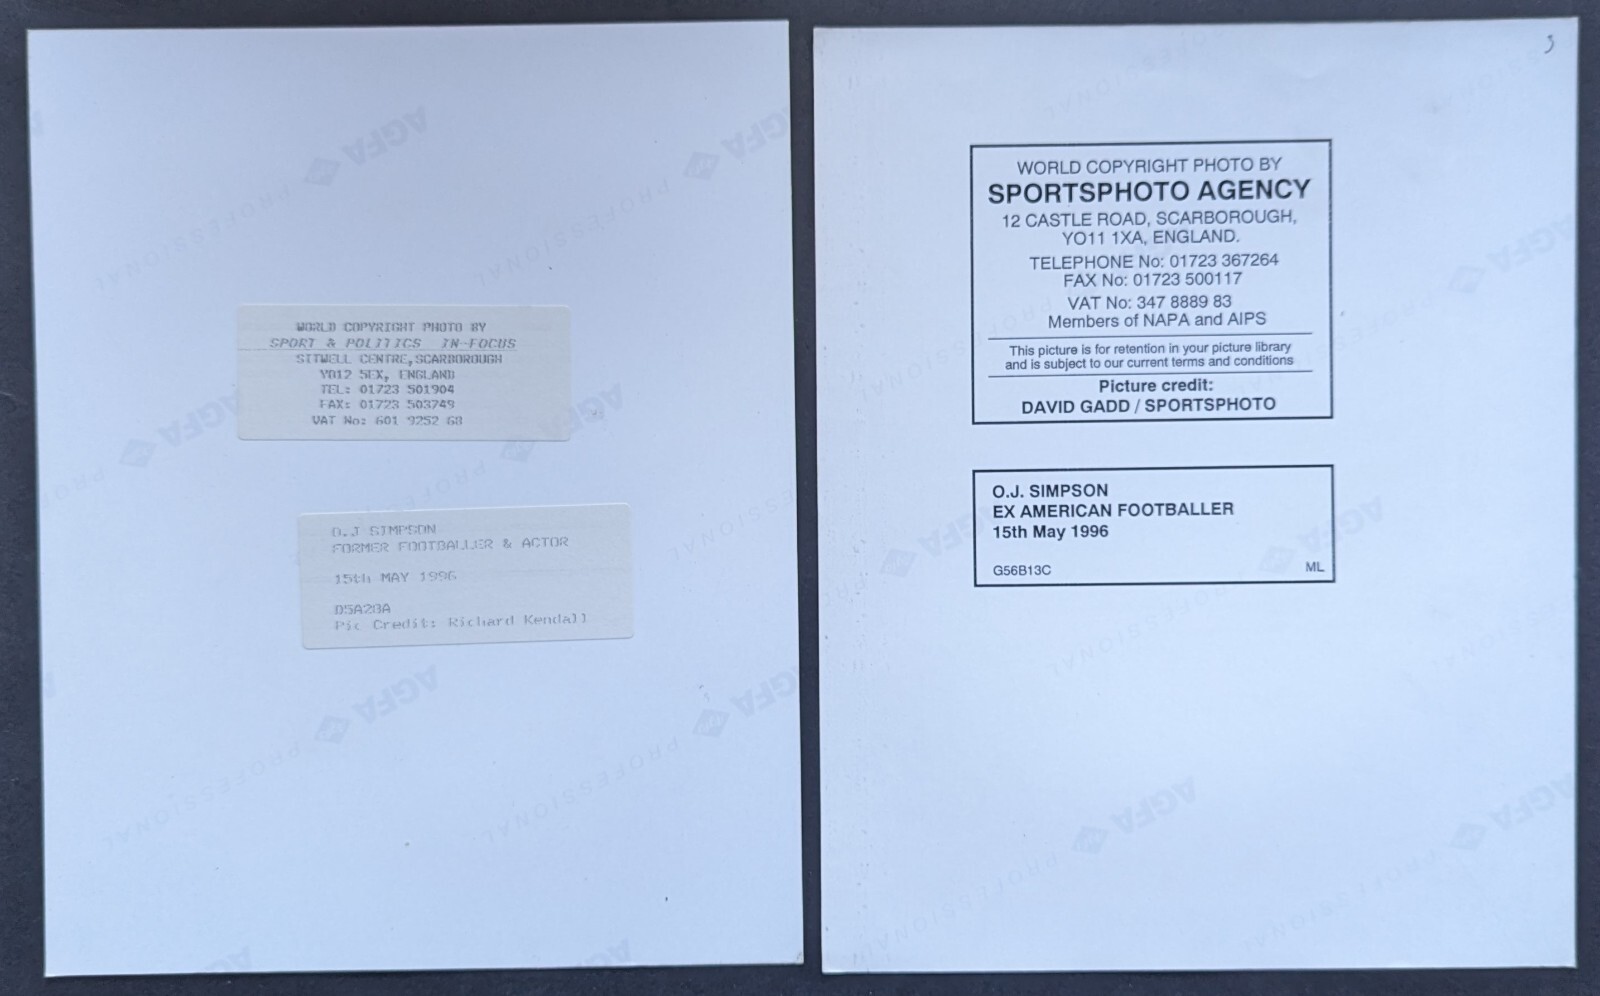 WORLD COPYRIGHT PHOTO BY
SPORT & POLITICS IN-FOCUS
SITWELL CENTRE, SCARBOROUGH
YO12 5EX, ENGLAND
TEL: 01723 501904
FAX: 01723 503749
VAT No: 601 9252 68
O.J SIMPSON
FORMER FOOTBALLER & ACTOR
15th MAY 1996
D5A28A
Pic Credit: Richard Kendall
WORLD COPYRIGHT PHOTO BY
SPORTSPHOTO AGENCY
12 CASTLE ROAD, SCARBOROUGH,
YO11 1XA, ENGLAND.
TELEPHONE No: 01723 367264
FAX No: 01723 500117
VAT No: 347 8889 83
Members of NAPA and AIPS
This picture is for retention in your picture library
and is subject to our current terms and conditions
Picture credit:
DAVID GADD / SPORTSPHOTO
O.J. SIMPSON
EX AMERICAN FOOTBALLER
15th May 1996
G56B13C ML
AGFA
PROFESSIONAL